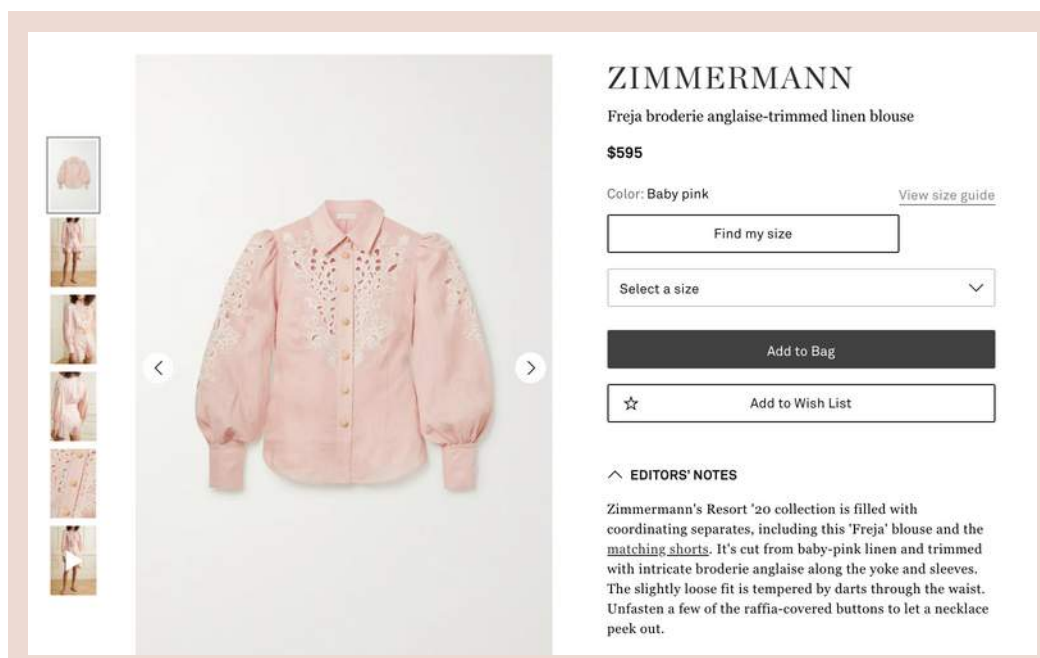 ZIMMERMANN
Freja broderie anglaise-trimmed linen blouse
$595
Color: Baby pink
View size guide
Find my size
Select a size
Add to Bag
Add to Wish List
EDITORS' NOTES
Zimmermann's Resort '20 collection is filled with
coordinating separates, including this 'Freja' blouse and the
matching shorts. It's cut from baby-pink linen and trimmed
with intricate broderie anglaise along the yoke and sleeves.
The slightly loose fit is tempered by darts through the waist.
Unfasten a few of the raffia-covered buttons to let a necklace
peek out.